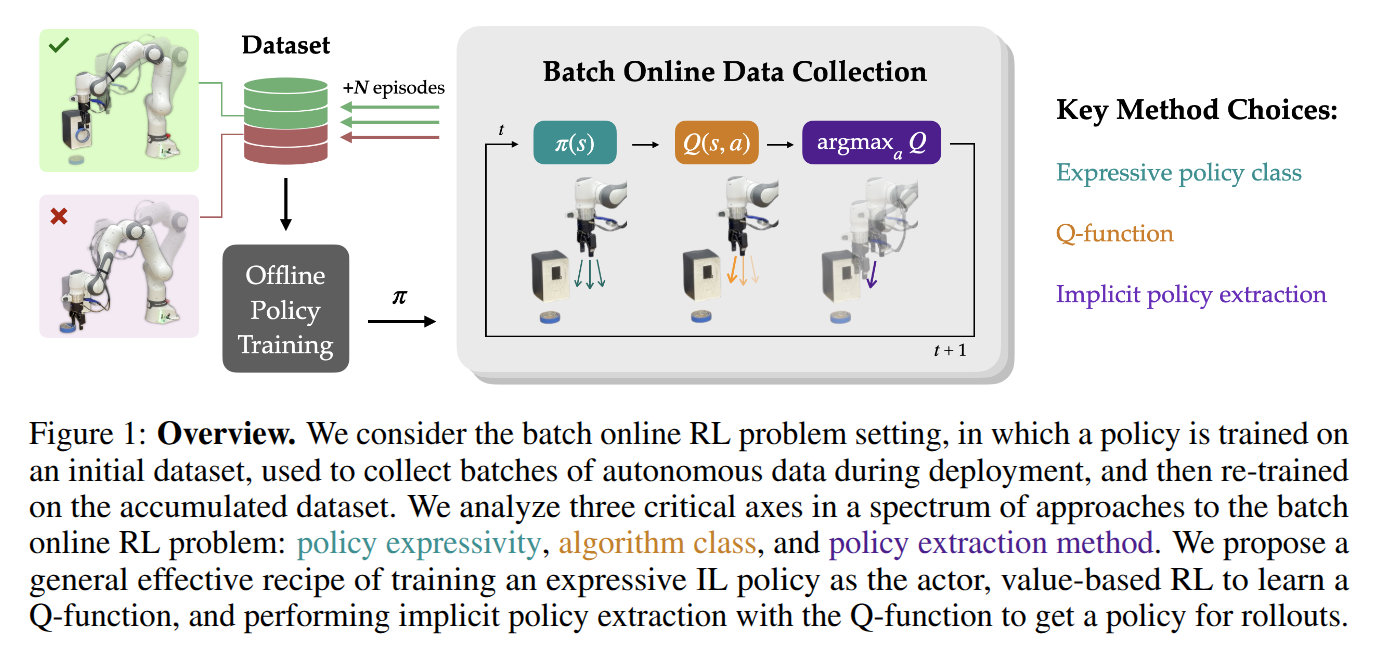 Dataset
+N episodes
Offline
Policy
Training
π
Batch Online Data Collection
t
π(s)
Q(s, a)
argmaxₐ Q
t + 1
Key Method Choices:
Expressive policy class
Q-function
Implicit policy extraction
Figure 1: Overview. We consider the batch online RL problem setting, in which a policy is trained on
an initial dataset, used to collect batches of autonomous data during deployment, and then re-trained
on the accumulated dataset. We analyze three critical axes in a spectrum of approaches to the batch
online RL problem: policy expressivity, algorithm class, and policy extraction method. We propose a
general effective recipe of training an expressive IL policy as the actor, value-based RL to learn a
Q-function, and performing implicit policy extraction with the Q-function to get a policy for rollouts.